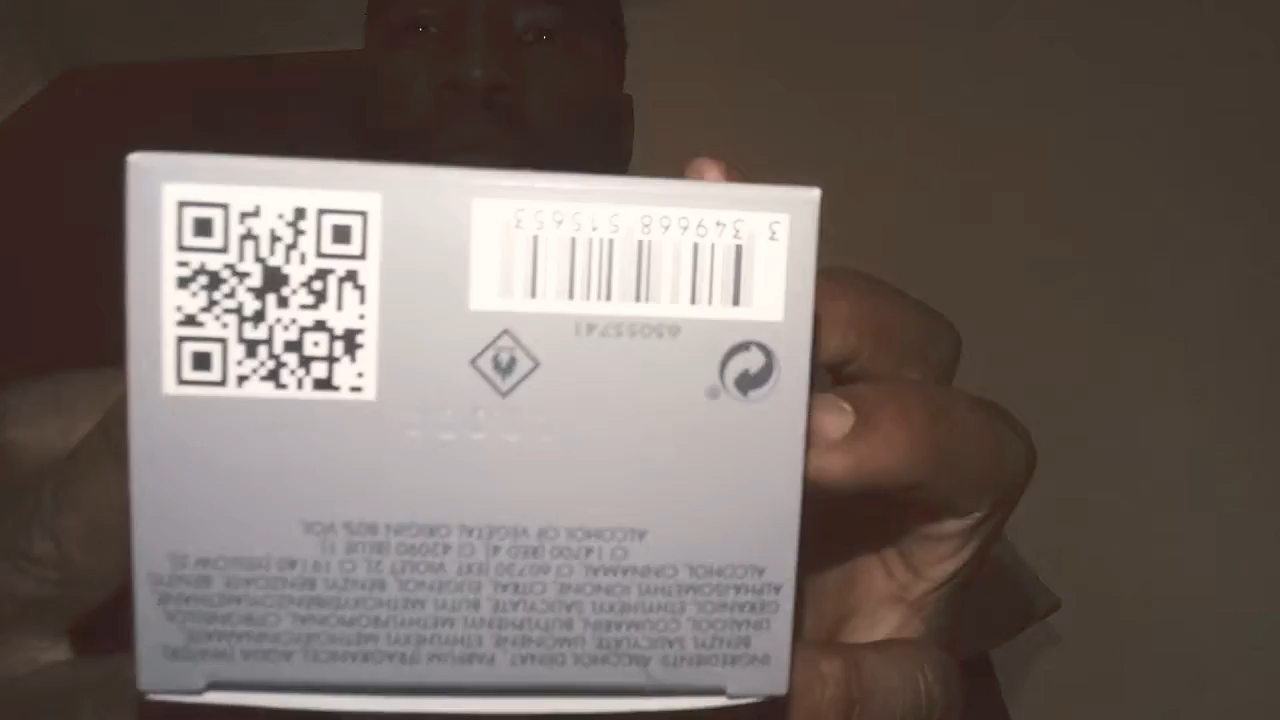 INGREDIENTS: ALCOHOL DENAT., PARFUM (FRAGRANCE), AQUA (WATER),
BENZYL SALICYLATE, LIMONENE, ETHYLHEXYL METHOXYCINNAMATE,
LINALOOL, COUMARIN, BUTYLPHENYL METHYLPROPIONAL, CITRONELLOL,
GERANIOL, ETHYLHEXYL SALICYLATE, BUTYL METHOXYDIBENZOYLMETHANE,
ALPHA-ISOMETHYL IONONE, CITRAL, EUGENOL, BENZYL BENZOATE, BENZYL
ALCOHOL, CINNAMAL, CI 60730 (EXT. VIOLET 2), CI 19140 (YELLOW 5),
CI 14700 (RED 4), CI 42090 (BLUE 1).
ALCOHOL OF VEGETAL ORIGIN 80% VOL.
65055741
3 349668 515653